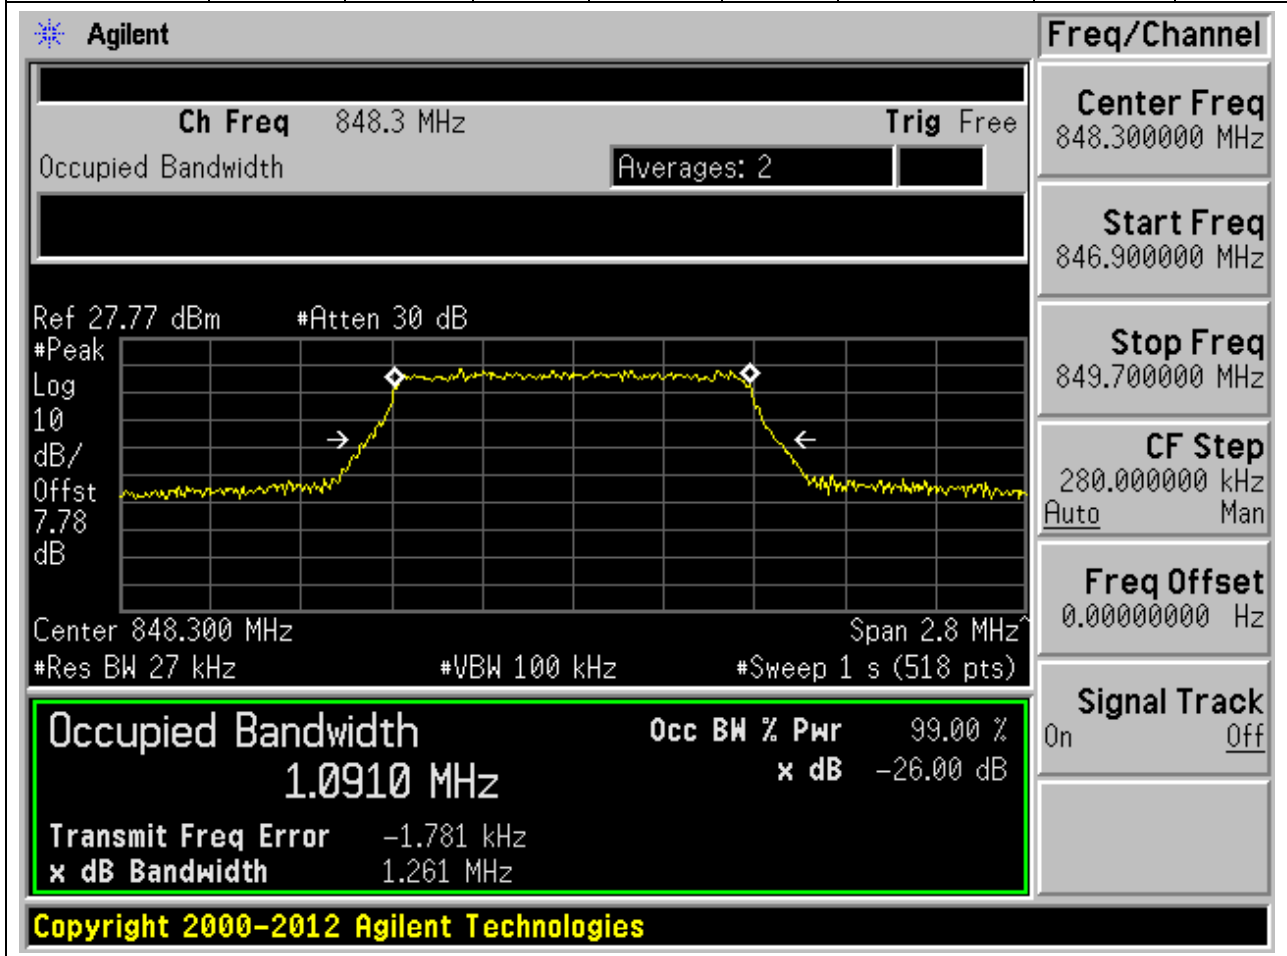 Agilent
Freq/Channel
Ch Freq 848.3 MHz Trig Free
Occupied Bandwidth Averages: 2
Center Freq
848.300000 MHz
Start Freq
846.900000 MHz
Stop Freq
849.700000 MHz
CF Step
280.000000 kHz
Auto Man
Freq Offset
0.00000000 Hz
Signal Track
On Off
Ref 27.77 dBm #Atten 30 dB
#Peak
Log
10
dB/
Offst
7.78
dB
Center 848.300 MHz Span 2.8 MHz^
#Res BW 27 kHz #VBW 100 kHz #Sweep 1 s (518 pts)
Occupied Bandwidth Occ BW % Pwr 99.00 %
1.0910 MHz x dB -26.00 dB
Transmit Freq Error -1.781 kHz
x dB Bandwidth 1.261 MHz
Copyright 2000-2012 Agilent Technologies